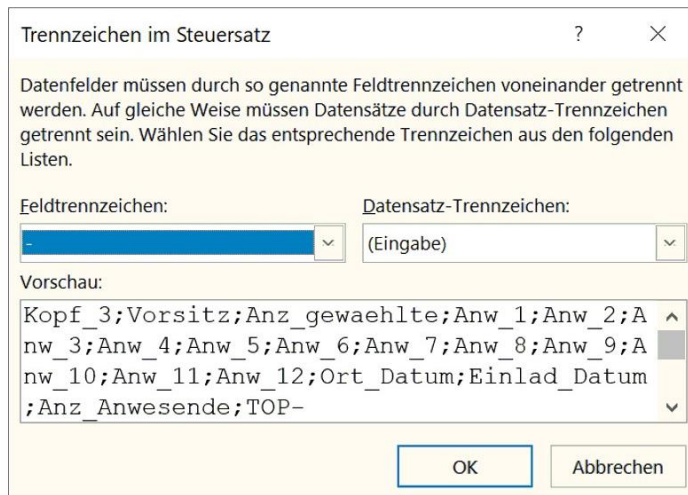 Trennzeichen im Steuersatz ?
Datenfelder müssen durch so genannte Feldtrennzeichen voneinander getrennt
werden. Auf gleiche Weise müssen Datensätze durch Datensatz-Trennzeichen
getrennt sein. Wählen Sie das entsprechende Trennzeichen aus den folgenden
Listen.
Feldtrennzeichen: Datensatz-Trennzeichen:
- (Eingabe)
Vorschau:
Kopf_3;Vorsitz;Anz_gewaehlte;Anw_1;Anw_2;A
nw_3;Anw_4;Anw_5;Anw_6;Anw_7;Anw_8;Anw_9;A
nw_10;Anw_11;Anw_12;Ort_Datum;Einlad_Datum
;Anz_Anwesende;TOP-
OK Abbrechen